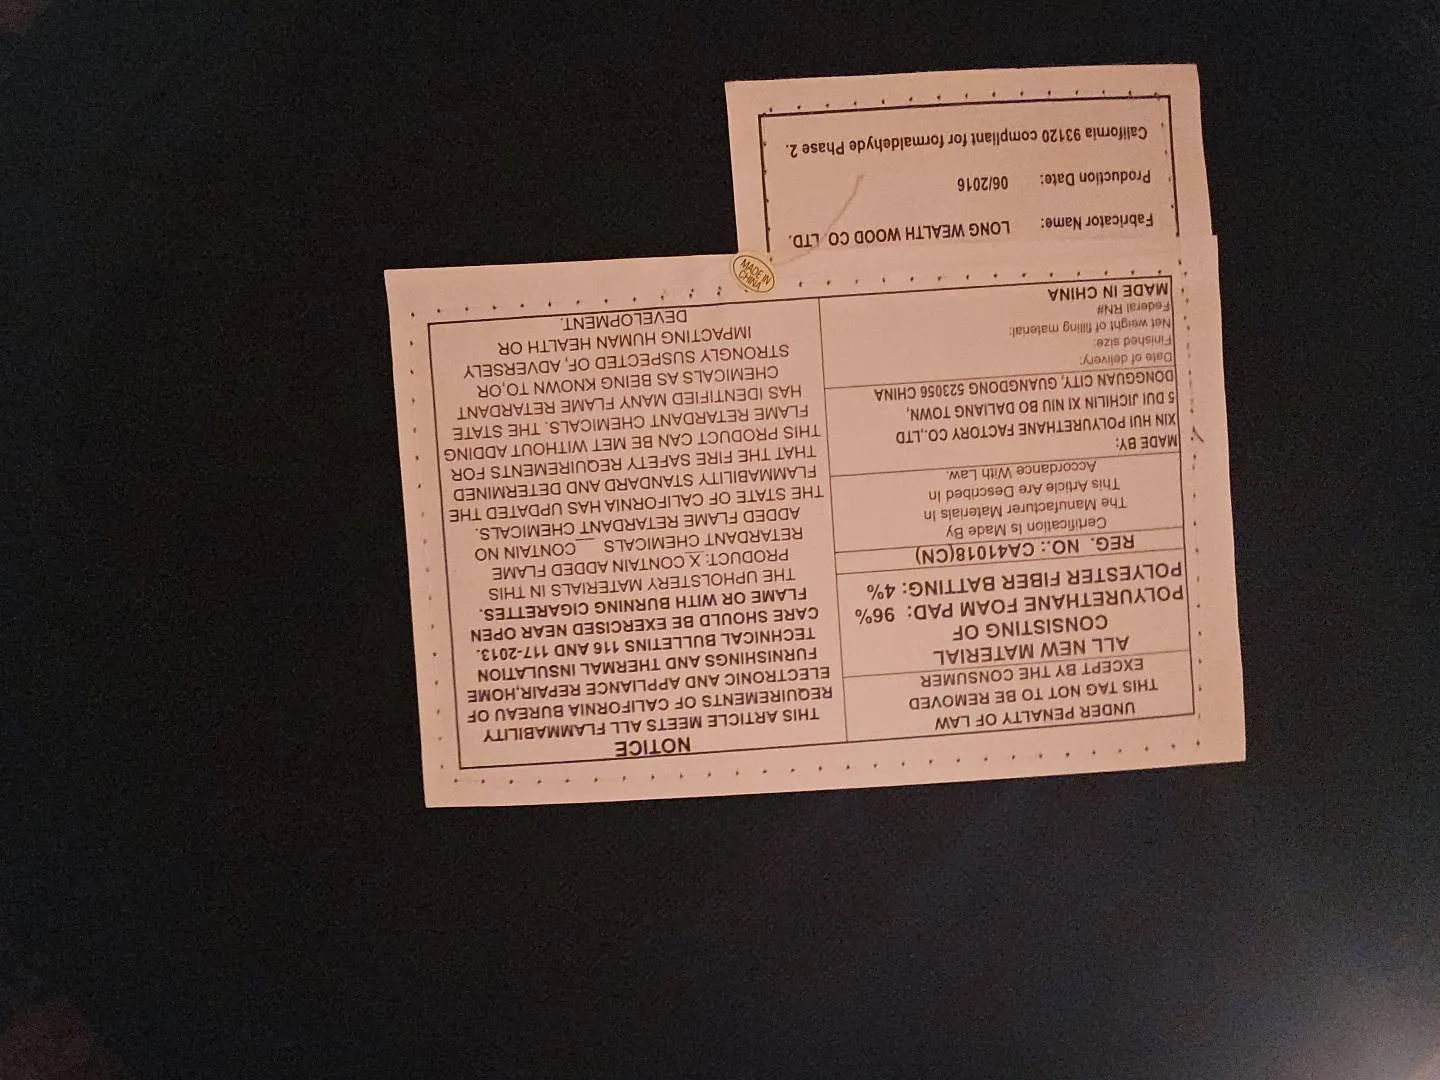 UNDER PENALTY OF LAW
THIS TAG NOT TO BE REMOVED
EXCEPT BY THE CONSUMER
ALL NEW MATERIAL
CONSISTING OF
POLYURETHANE FOAM PAD: 96%
POLYESTER FIBER BATTING: 4%
REG. NO.: CA41018(CN)
Certification Is Made By
The Manufacturer Materials In
This Article Are Described In
Accordance With Law.
MADE BY:
XIN HUI POLYURETHANE FACTORY CO.,LTD
5 DUI JICHILIN XI NIU BO DALIANG TOWN,
DONGGUAN CITY, GUANGDONG 523056 CHINA
Date of delivery:
Finished size:
Net weight of filling material:
Federal RN#
MADE IN CHINA
NOTICE
THIS ARTICLE MEETS ALL FLAMMABILITY
REQUIREMENTS OF CALIFORNIA BUREAU OF
ELECTRONIC AND APPLIANCE REPAIR,HOME
FURNISHINGS AND THERMAL INSULATION
TECHNICAL BULLETINS 116 AND 117-2013.
CARE SHOULD BE EXERCISED NEAR OPEN
FLAME OR WITH BURNING CIGARETTES.
THE UPHOLSTERY MATERIALS IN THIS
PRODUCT: X CONTAIN ADDED FLAME
RETARDANT CHEMICALS __CONTAIN NO
ADDED FLAME RETARDANT CHEMICALS.
THE STATE OF CALIFORNIA HAS UPDATED THE
FLAMMABILITY STANDARD AND DETERMINED
THAT THE FIRE SAFETY REQUIREMENTS FOR
THIS PRODUCT CAN BE MET WITHOUT ADDING
FLAME RETARDANT CHEMICALS. THE STATE
HAS IDENTIFIED MANY FLAME RETARDANT
CHEMICALS AS BEING KNOWN TO,OR
STRONGLY SUSPECTED OF, ADVERSELY
IMPACTING HUMAN HEALTH OR
DEVELOPMENT.
MADE IN
CHINA
Fabricator Name: LONG WEALTH WOOD CO. LTD.
Production Date: 06/2016
California 93120 compliant for formaldehyde Phase 2.